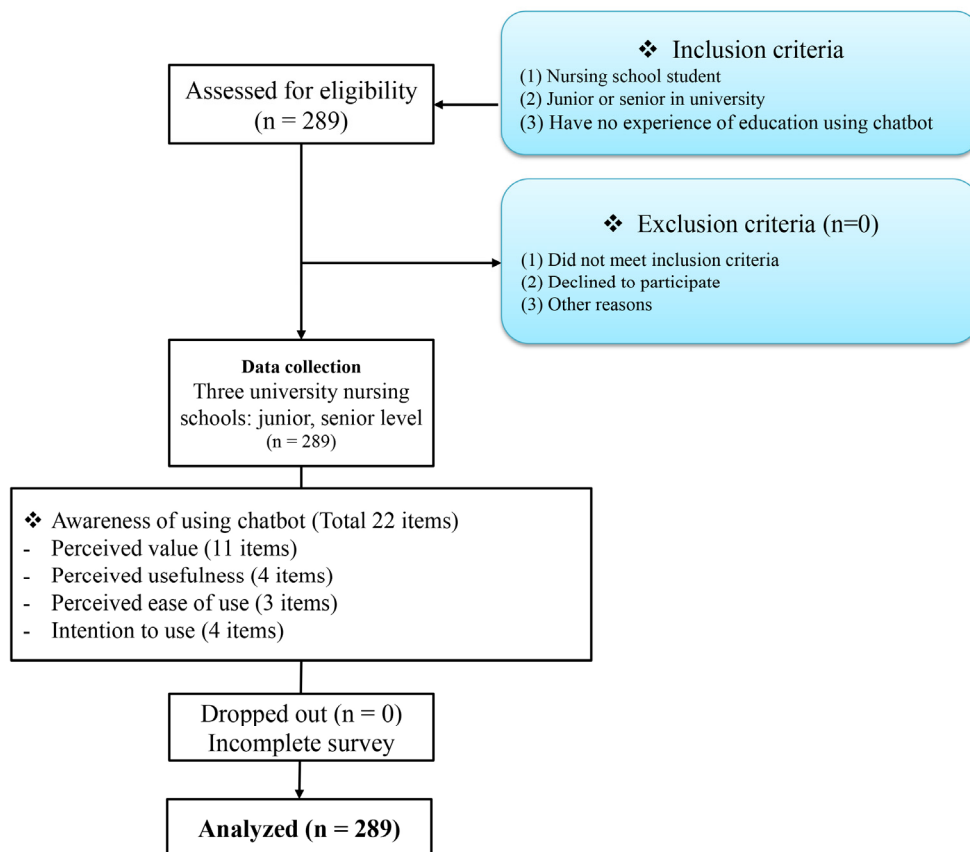 ❖ Inclusion criteria
(1) Nursing school student
(2) Junior or senior in university
(3) Have no experience of education using chatbot
Assessed for eligibility
(n = 289)
❖ Exclusion criteria (n=0)
(1) Did not meet inclusion criteria
(2) Declined to participate
(3) Other reasons
Data collection
Three university nursing
schools: junior, senior level
(n = 289)
❖ Awareness of using chatbot (Total 22 items)
- Perceived value (11 items)
- Perceived usefulness (4 items)
- Perceived ease of use (3 items)
- Intention to use (4 items)
Dropped out (n = 0)
Incomplete survey
Analyzed (n = 289)